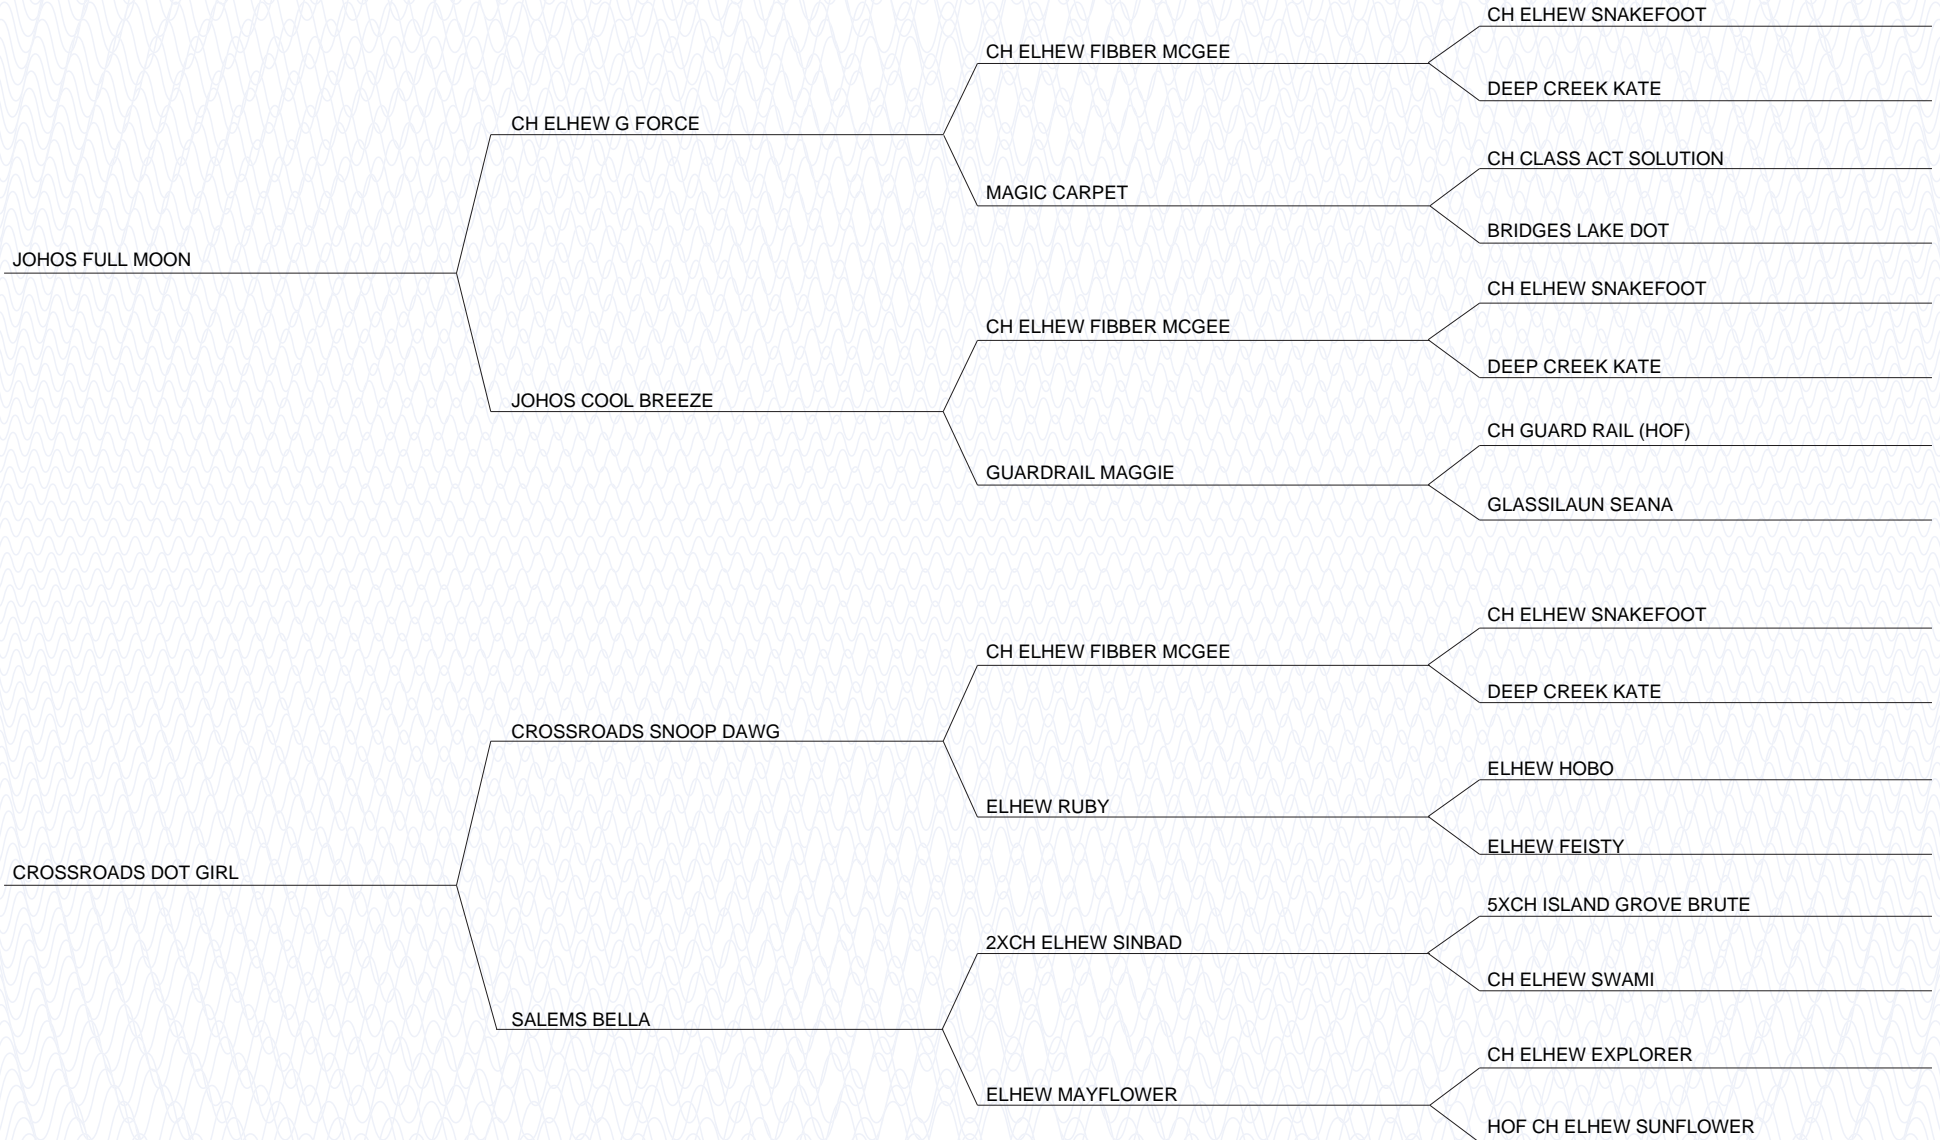 CH ELHEW SNAKEFOOT
CH ELHEW FIBBER MCGEE
DEEP CREEK KATE
CH ELHEW G FORCE
CH CLASS ACT SOLUTION
MAGIC CARPET
BRIDGES LAKE DOT
JOHOS FULL MOON
CH ELHEW SNAKEFOOT
CH ELHEW FIBBER MCGEE
DEEP CREEK KATE
JOHOS COOL BREEZE
CH GUARD RAIL (HOF)
GUARDRAIL MAGGIE
GLASSILAUN SEANA
CH ELHEW SNAKEFOOT
CH ELHEW FIBBER MCGEE
DEEP CREEK KATE
CROSSROADS SNOOP DAWG
ELHEW HOBO
ELHEW RUBY
ELHEW FEISTY
CROSSROADS DOT GIRL
5XCH ISLAND GROVE BRUTE
2XCH ELHEW SINBAD
CH ELHEW SWAMI
SALEMS BELLA
CH ELHEW EXPLORER
ELHEW MAYFLOWER
HOF CH ELHEW SUNFLOWER